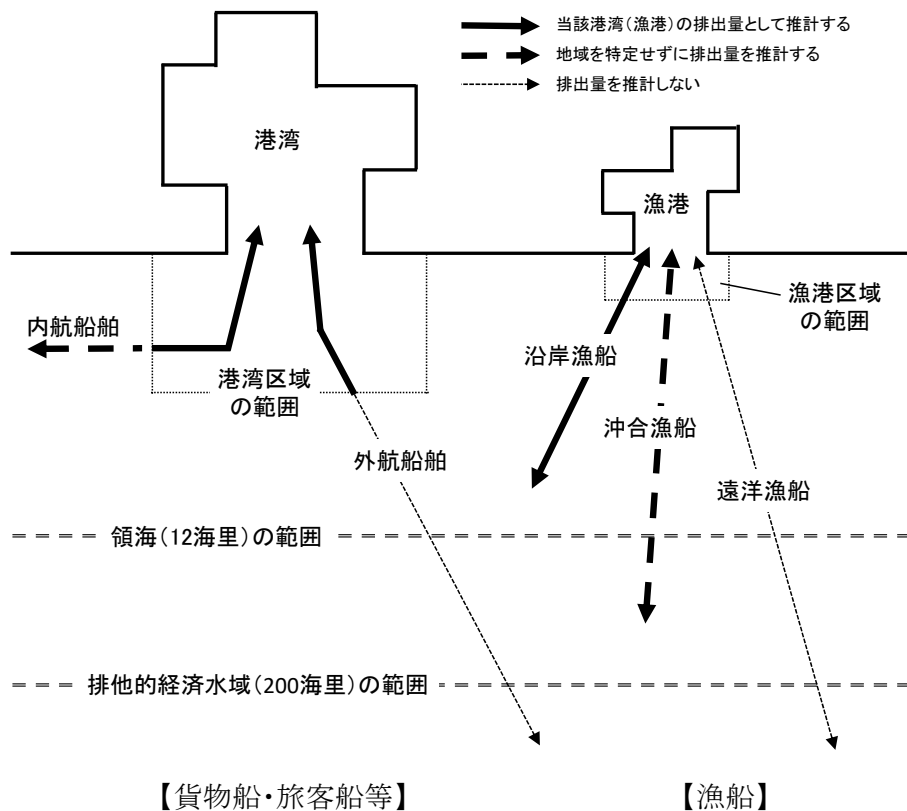 当該港湾(漁港)の排出量として推計する
地域を特定せずに排出量を推計する
排出量を推計しない
港湾
漁港
漁港区域
の範囲
内航船舶
港湾区域
の範囲
沿岸漁船
沖合漁船
外航船舶
遠洋漁船
領海(12海里)の範囲
排他的経済水域(200海里)の範囲
【貨物船・旅客船等】
【漁船】